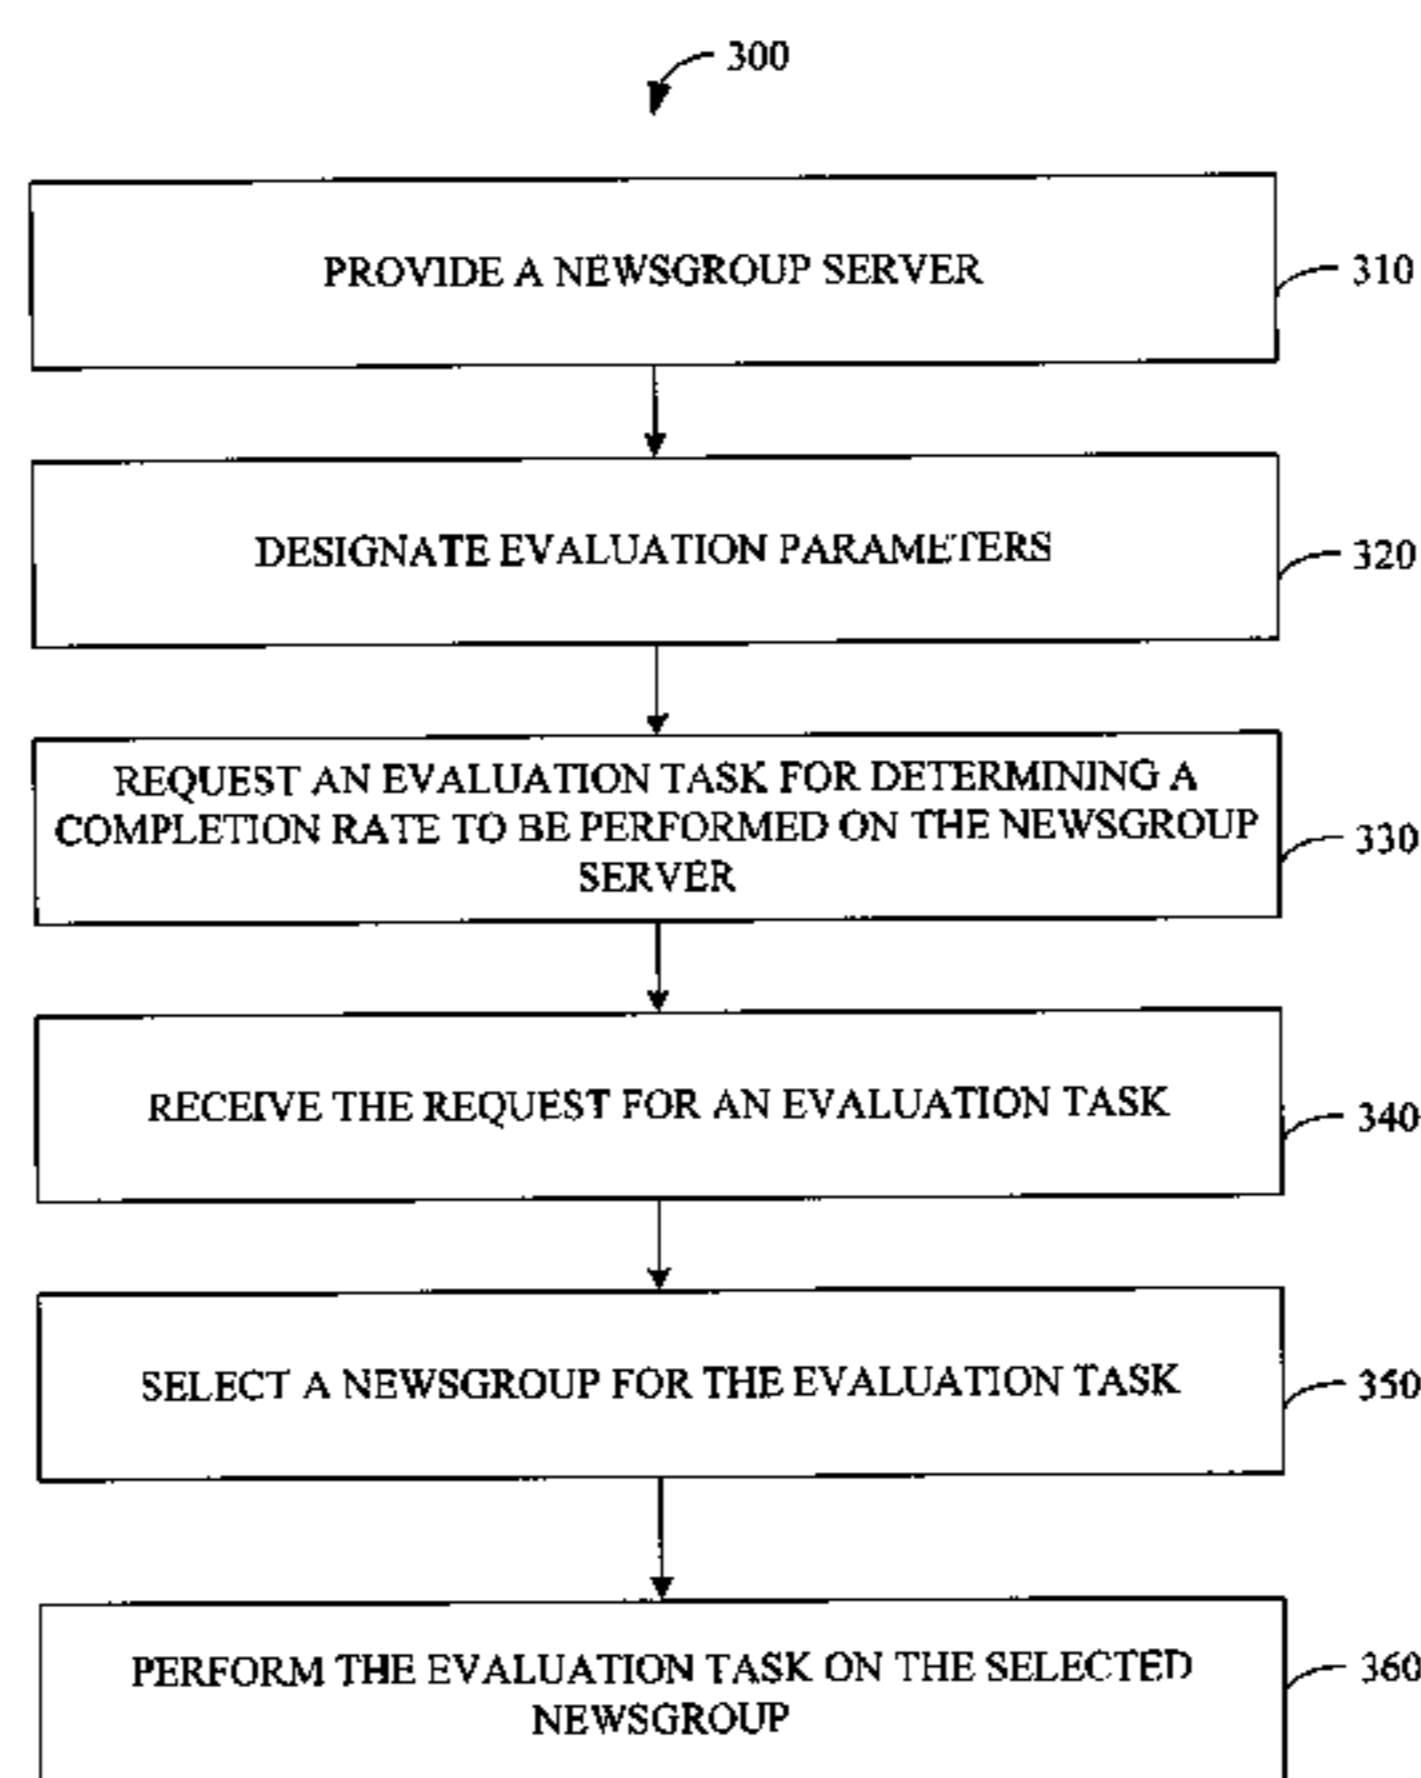 300
PROVIDE A NEWSGROUP SERVER
310
DESIGNATE EVALUATION PARAMETERS
320
REQUEST AN EVALUATION TASK FOR DETERMINING A
COMPLETION RATE TO BE PERFORMED ON THE NEWSGROUP
SERVER
330
RECEIVE THE REQUEST FOR AN EVALUATION TASK
340
SELECT A NEWSGROUP FOR THE EVALUATION TASK
350
PERFORM THE EVALUATION TASK ON THE SELECTED
NEWSGROUP
360